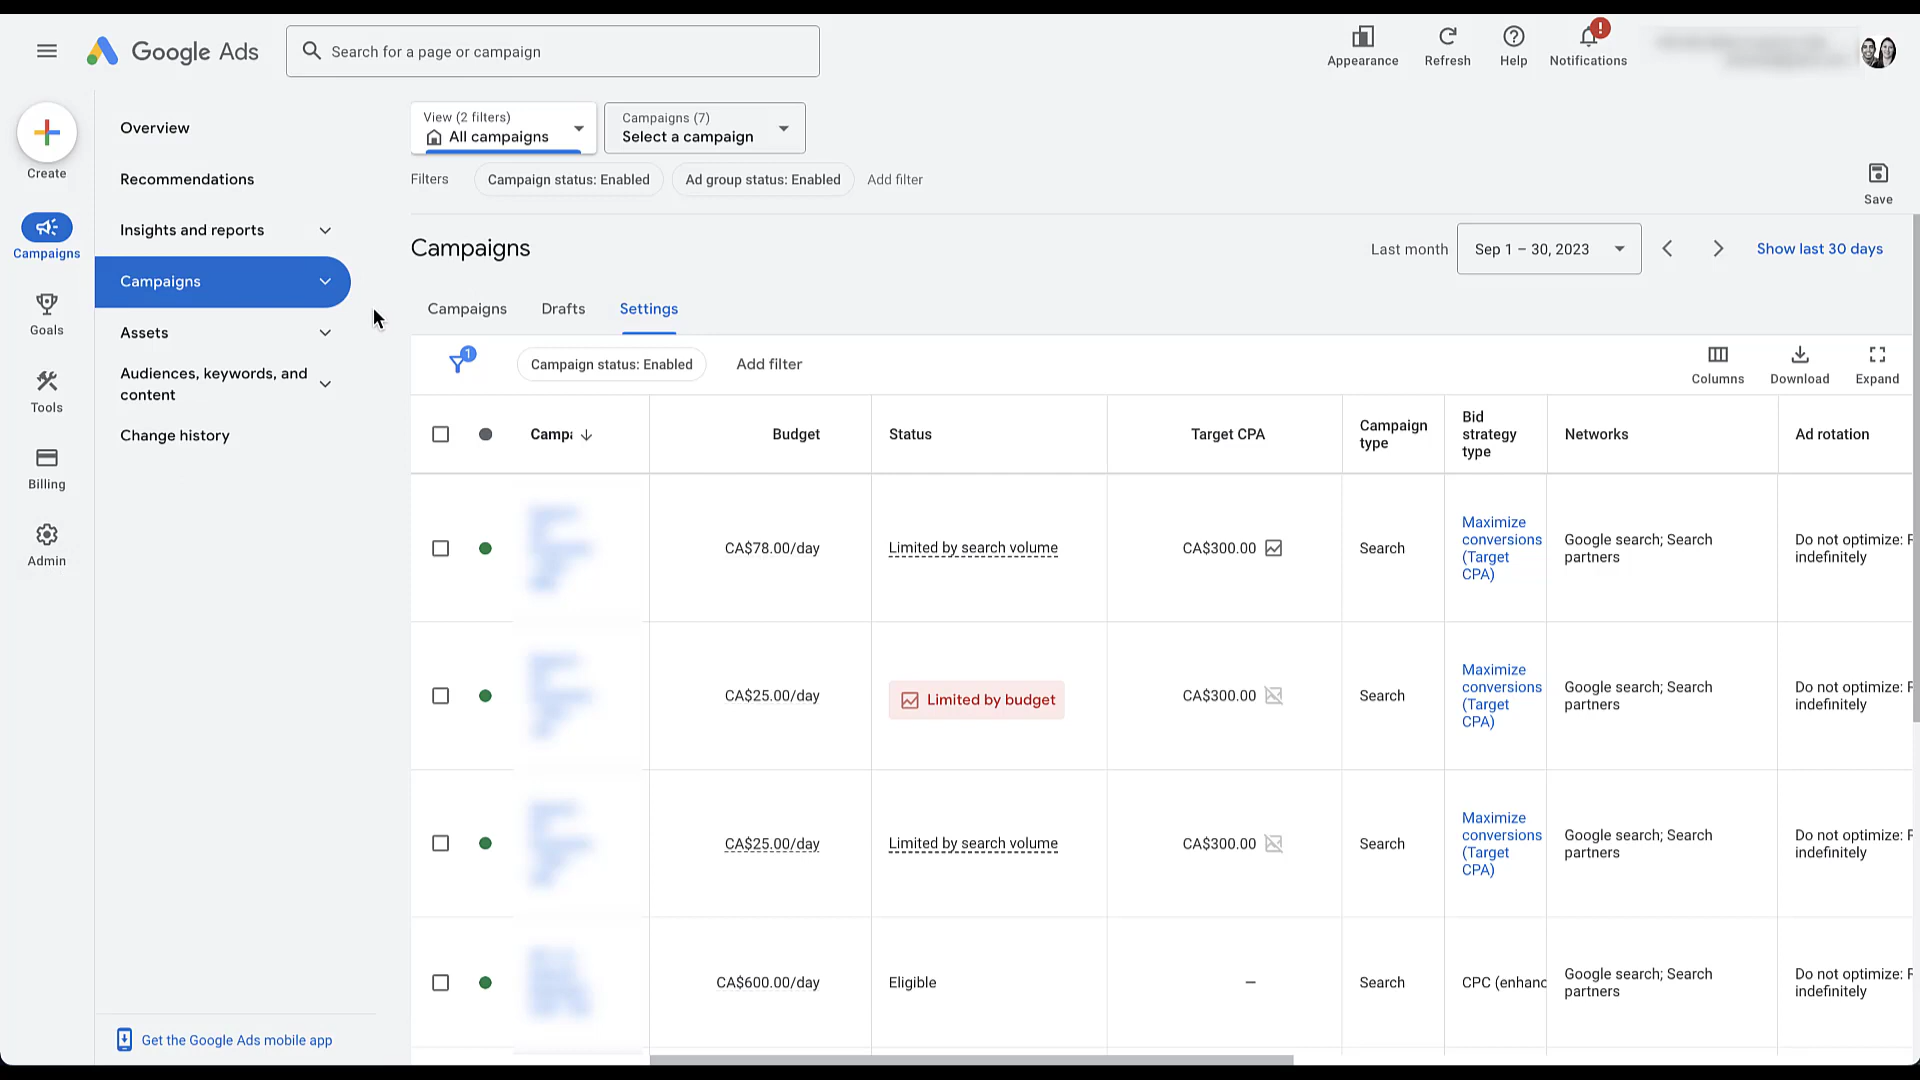 Google Ads
Search for a page or campaign
Appearance
Refresh
Help
!
Notifications
Create
Campaigns
Goals
Tools
Billing
Admin
Overview
Recommendations
Insights and reports
Campaigns
Assets
Audiences, keywords, and
content
Change history
Get the Google Ads mobile app
View (2 filters)
All campaigns
Campaigns (7)
Select a campaign
Filters
Campaign status: Enabled
Ad group status: Enabled
Add filter
Save
Campaigns
Last month
Sep 1 – 30, 2023
Show last 30 days
Campaigns
Drafts
Settings
1
Campaign status: Enabled
Add filter
Columns
Download
Expand
Campa
Budget
Status
Target CPA
Campaign
type
Bid
strategy
type
Networks
Ad rotation
CA$78.00/day
Limited by search volume
CA$300.00
Search
Maximize
conversions
(Target
CPA)
Google search; Search
partners
Do not optimize:
indefinitely
CA$25.00/day
Limited by budget
CA$300.00
Search
Maximize
conversions
(Target
CPA)
Google search; Search
partners
Do not optimize:
indefinitely
CA$25.00/day
Limited by search volume
CA$300.00
Search
Maximize
conversions
(Target
CPA)
Google search; Search
partners
Do not optimize:
indefinitely
CA$600.00/day
Eligible
–
Search
CPC (enhanc
Google search; Search
partners
Do not optimize:
indefinitely